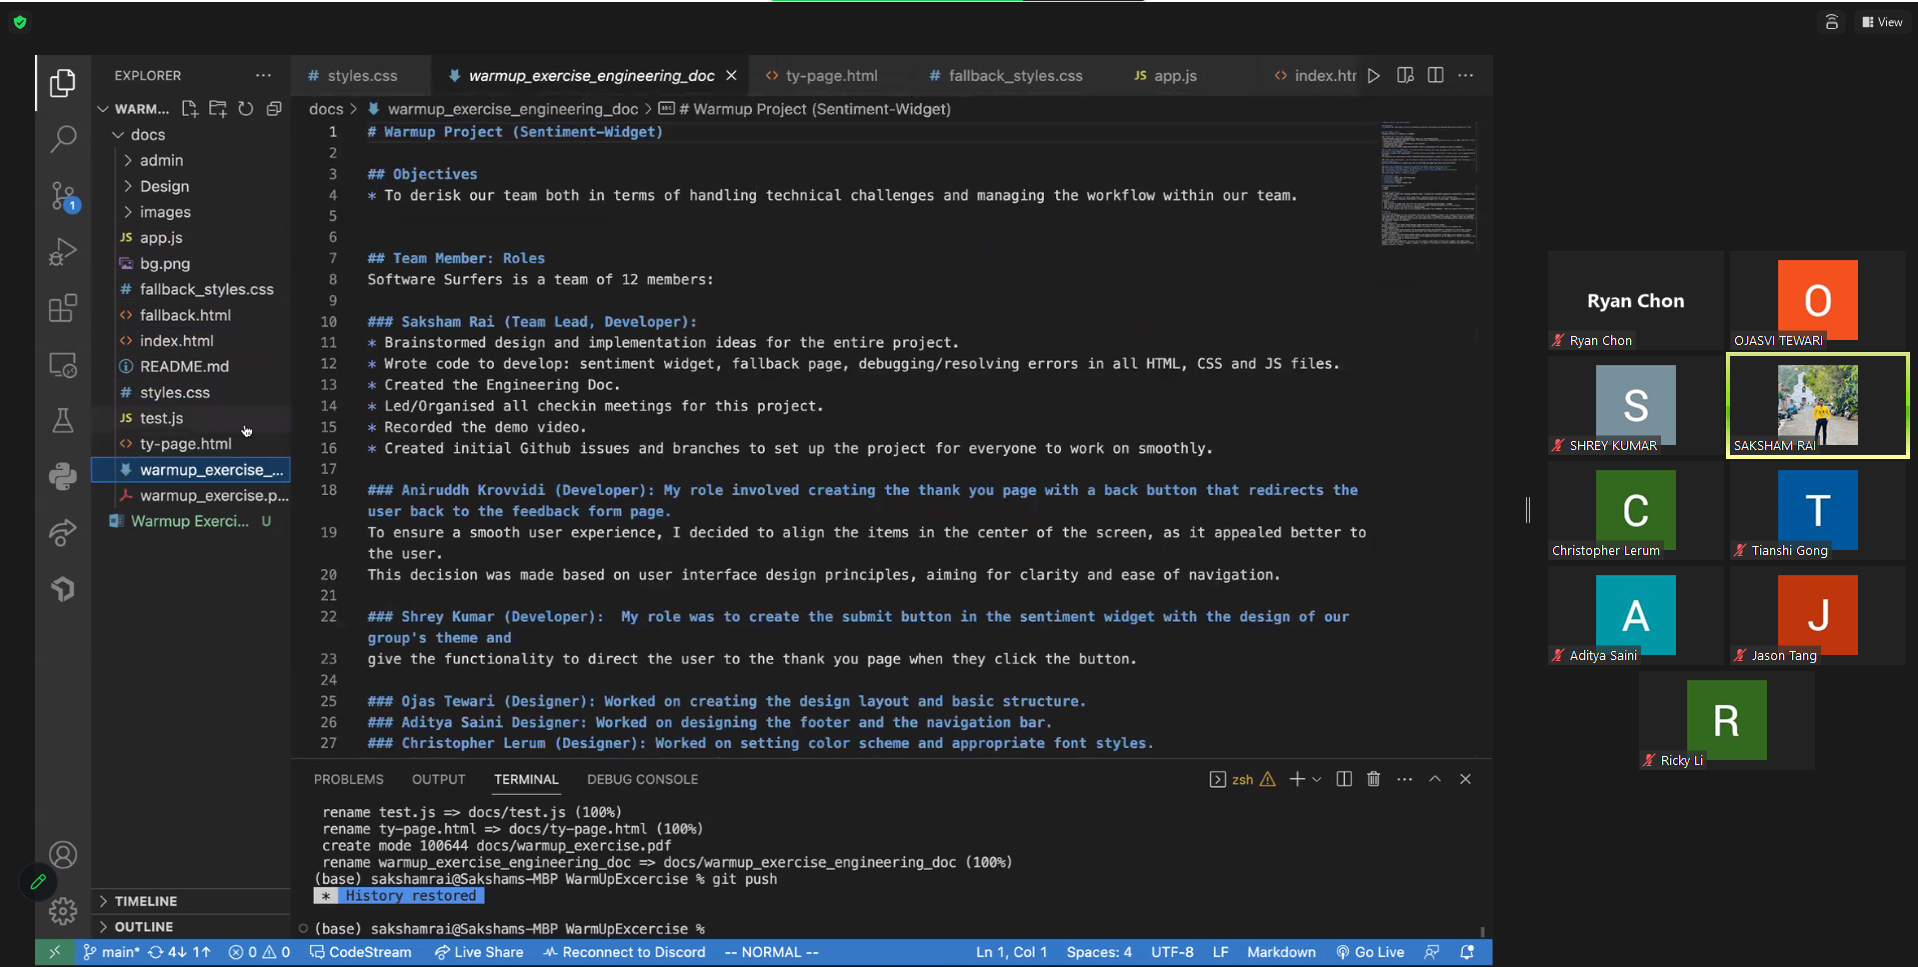 View
EXPLORER
WARM...
docs
admin
Design
images
app.js
bg.png
fallback_styles.css
fallback.html
index.html
README.md
styles.css
test.js
ty-page.html
warmup_exercise_...
warmup_exercise.p...
Warmup Exerci... U
TIMELINE
OUTLINE
1
styles.css
warmup_exercise_engineering_doc
ty-page.html
fallback_styles.css
app.js
index.htr
docs > warmup_exercise_engineering_doc > # Warmup Project (Sentiment-Widget)
1 # Warmup Project (Sentiment-Widget)
2
3 ## Objectives
4 * To derisk our team both in terms of handling technical challenges and managing the workflow within our team.
5
6
7 ## Team Member: Roles
8 Software Surfers is a team of 12 members:
9
10 ### Saksham Rai (Team Lead, Developer):
11 * Brainstormed design and implementation ideas for the entire project.
12 * Wrote code to develop: sentiment widget, fallback page, debugging/resolving errors in all HTML, CSS and JS files.
13 * Created the Engineering Doc.
14 * Led/Organised all checkin meetings for this project.
15 * Recorded the demo video.
16 * Created initial Github issues and branches to set up the project for everyone to work on smoothly.
17
18 ### Aniruddh Krovvidi (Developer): My role involved creating the thank you page with a back button that redirects the
user back to the feedback form page.
19 To ensure a smooth user experience, I decided to align the items in the center of the screen, as it appealed better to
the user.
20 This decision was made based on user interface design principles, aiming for clarity and ease of navigation.
21
22 ### Shrey Kumar (Developer):  My role was to create the submit button in the sentiment widget with the design of our
group's theme and
23 give the functionality to direct the user to the thank you page when they click the button.
24
25 ### Ojas Tewari (Designer): Worked on creating the design layout and basic structure.
26 ### Aditya Saini Designer: Worked on designing the footer and the navigation bar.
27 ### Christopher Lerum (Designer): Worked on setting color scheme and appropriate font styles.
PROBLEMS OUTPUT TERMINAL DEBUG CONSOLE
zsh
rename test.js => docs/test.js (100%)
rename ty-page.html => docs/ty-page.html (100%)
create mode 100644 docs/warmup_exercise.pdf
rename warmup_exercise_engineering_doc => docs/warmup_exercise_engineering_doc (100%)
(base) sakshamrai@Sakshams-MBP WarmUpExcercise % git push
* History restored
(base) sakshamrai@Sakshams-MBP WarmUpExcercise %
main* 4↓ 1↑ 0 0 CodeStream Live Share Reconnect to Discord -- NORMAL -- Ln 1, Col 1 Spaces: 4 UTF-8 LF Markdown Go Live
Ryan Chon
Ryan Chon
O
OJASVI TEWARI
S
SHREY KUMAR
SAKSHAM RAI
C
Christopher Lerum
T
Tianshi Gong
A
Aditya Saini
J
Jason Tang
R
Ricky Li